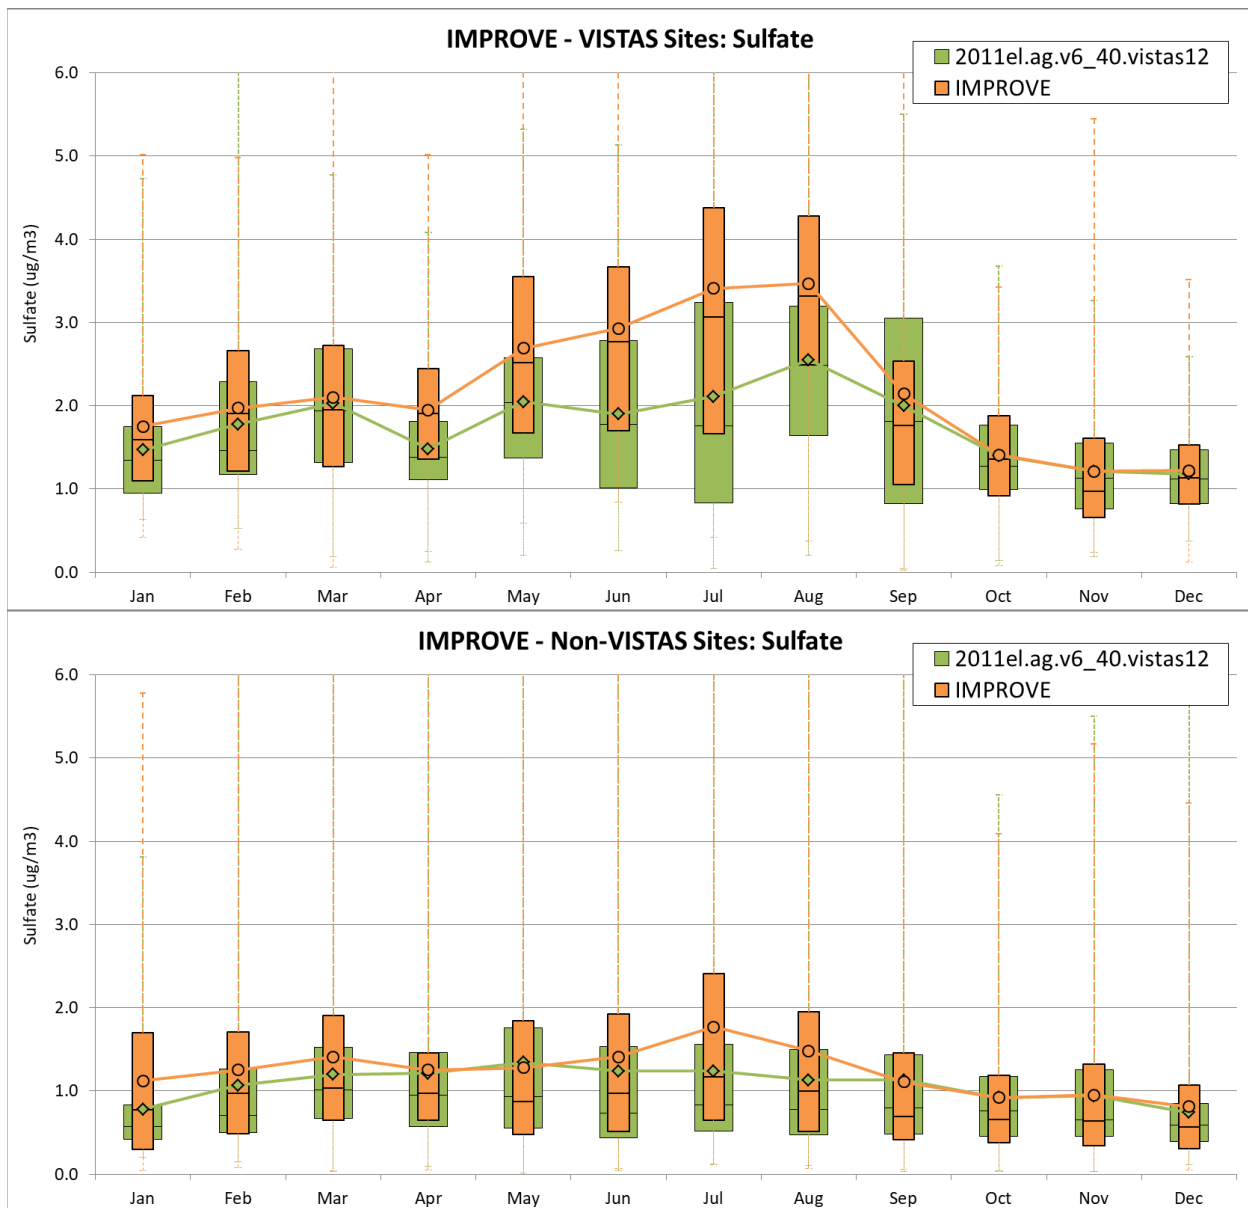 IMPROVE - VISTAS Sites: Sulfate
2011el.ag.v6_40.vistas12
IMPROVE
6.0
5.0
4.0
3.0
2.0
1.0
0.0
Sulfate (ug/m3)
Jan Feb Mar Apr May Jun Jul Aug Sep Oct Nov Dec
IMPROVE - Non-VISTAS Sites: Sulfate
2011el.ag.v6_40.vistas12
IMPROVE
6.0
5.0
4.0
3.0
2.0
1.0
0.0
Sulfate (ug/m3)
Jan Feb Mar Apr May Jun Jul Aug Sep Oct Nov Dec